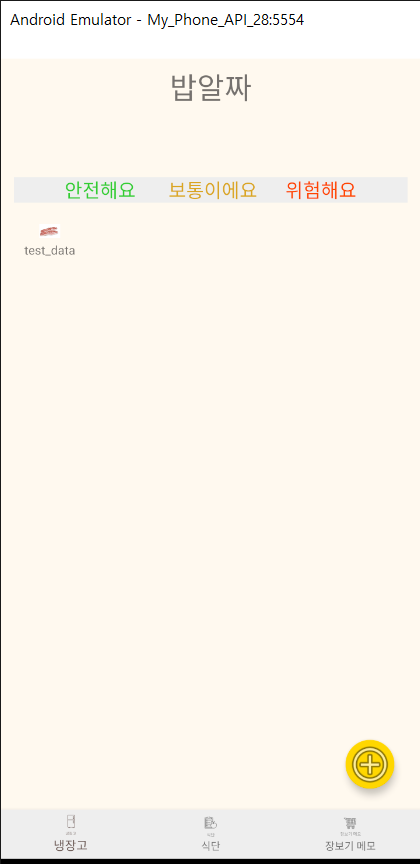 Android Emulator - My_Phone_API_28:5554
밥알짜
안전해요 보통이에요 위험해요
test_data
냉장고 식단 장보기 메모